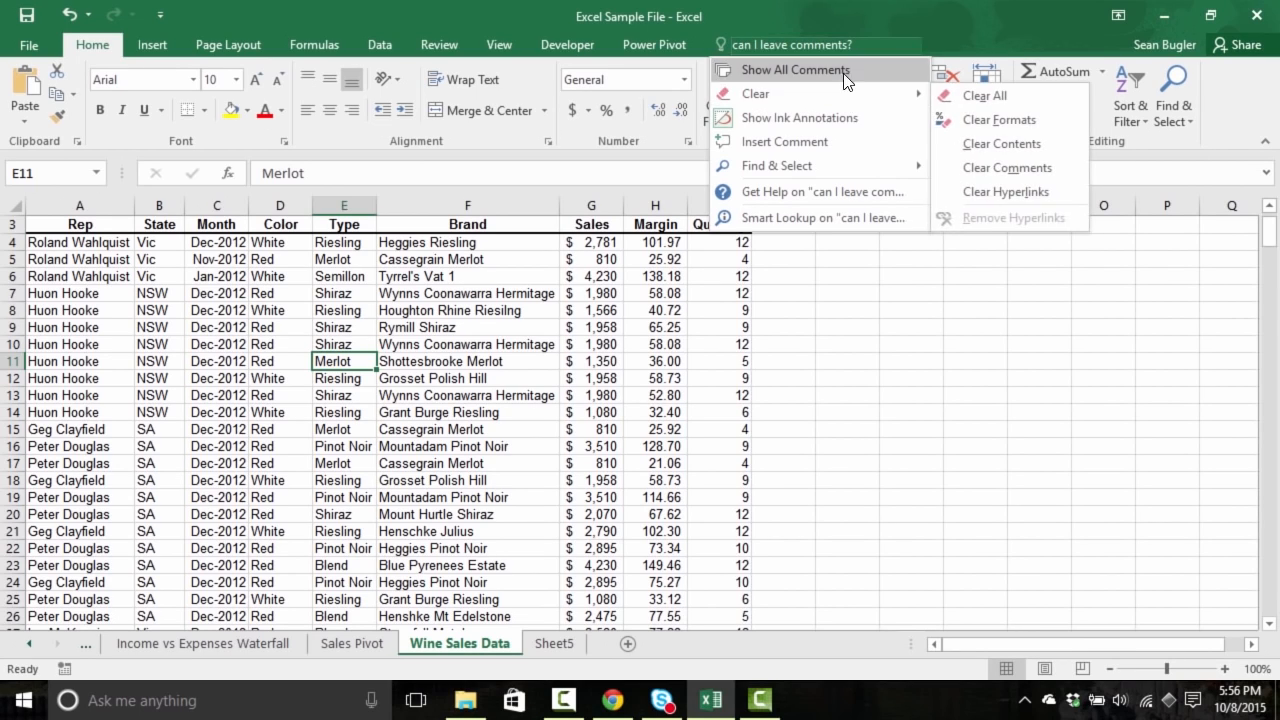 Excel Sample File - Excel
File Home Insert Page Layout Formulas Data Review View Developer Power Pivot can I leave comments? Sean Bugler Share
Paste
Arial 10
Wrap Text
General
AutoSum
B I U
Merge & Center
$ %
Sort & Filter
Find & Select
Clipboard Font Alignment Editing
Show All Comments
Clear
Show Ink Annotations
Insert Comment
Find & Select
Get Help on "can I leave com...
Smart Lookup on "can I leave...
Clear All
Clear Formats
Clear Contents
Clear Comments
Clear Hyperlinks
Remove Hyperlinks
E11 fx Merlot
A B C D E F G H O P Q
3 Rep State Month Color Type Brand Sales Margin
4 Roland Wahlquist Vic Dec-2012 White Riesling Heggies Riesling $ 2,781 101.97 12
5 Roland Wahlquist Vic Nov-2012 Red Merlot Cassegrain Merlot $ 810 25.92 4
6 Roland Wahlquist Vic Jan-2012 White Semillon Tyrrel's Vat 1 $ 4,230 138.18 12
7 Huon Hooke NSW Dec-2012 Red Shiraz Wynns Coonawarra Hermitage $ 1,980 58.08 12
8 Huon Hooke NSW Dec-2012 White Riesling Houghton Rhine Riesilng $ 1,566 40.72 9
9 Huon Hooke NSW Dec-2012 Red Shiraz Rymill Shiraz $ 1,958 65.25 9
10 Huon Hooke NSW Dec-2012 Red Shiraz Wynns Coonawarra Hermitage $ 1,980 58.08 12
11 Huon Hooke NSW Dec-2012 Red Merlot Shottesbrooke Merlot $ 1,350 36.00 5
12 Huon Hooke NSW Dec-2012 White Riesling Grosset Polish Hill $ 1,958 58.73 9
13 Huon Hooke NSW Dec-2012 Red Shiraz Wynns Coonawarra Hermitage $ 1,980 52.80 12
14 Huon Hooke NSW Dec-2012 White Riesling Grant Burge Riesling $ 1,080 32.40 6
15 Geg Clayfield SA Dec-2012 Red Merlot Cassegrain Merlot $ 810 25.92 4
16 Peter Douglas SA Dec-2012 Red Pinot Noir Mountadam Pinot Noir $ 3,510 128.70 9
17 Peter Douglas SA Dec-2012 Red Merlot Cassegrain Merlot $ 810 21.06 4
18 Geg Clayfield SA Dec-2012 White Riesling Grosset Polish Hill $ 1,958 58.73 9
19 Peter Douglas SA Dec-2012 Red Pinot Noir Mountadam Pinot Noir $ 3,510 114.66 9
20 Peter Douglas SA Dec-2012 Red Shiraz Mount Hurtle Shiraz $ 2,070 67.62 12
21 Geg Clayfield SA Dec-2012 White Riesling Henschke Julius $ 2,790 102.30 12
22 Peter Douglas SA Dec-2012 Red Pinot Noir Heggies Pinot Noir $ 2,895 73.34 10
23 Peter Douglas SA Dec-2012 Red Blend Blue Pyrenees Estate $ 4,230 149.46 12
24 Geg Clayfield SA Dec-2012 Red Pinot Noir Heggies Pinot Noir $ 2,895 75.27 10
25 Peter Douglas SA Dec-2012 White Riesling Grant Burge Riesling $ 1,080 33.12 6
26 Peter Douglas SA Dec-2012 Red Blend Henshke Mt Edelstone $ 2,475 77.55 5
... Income vs Expenses Waterfall Sales Pivot Wine Sales Data Sheet5
Ready 100%
Ask me anything
5:56 PM
10/8/2015